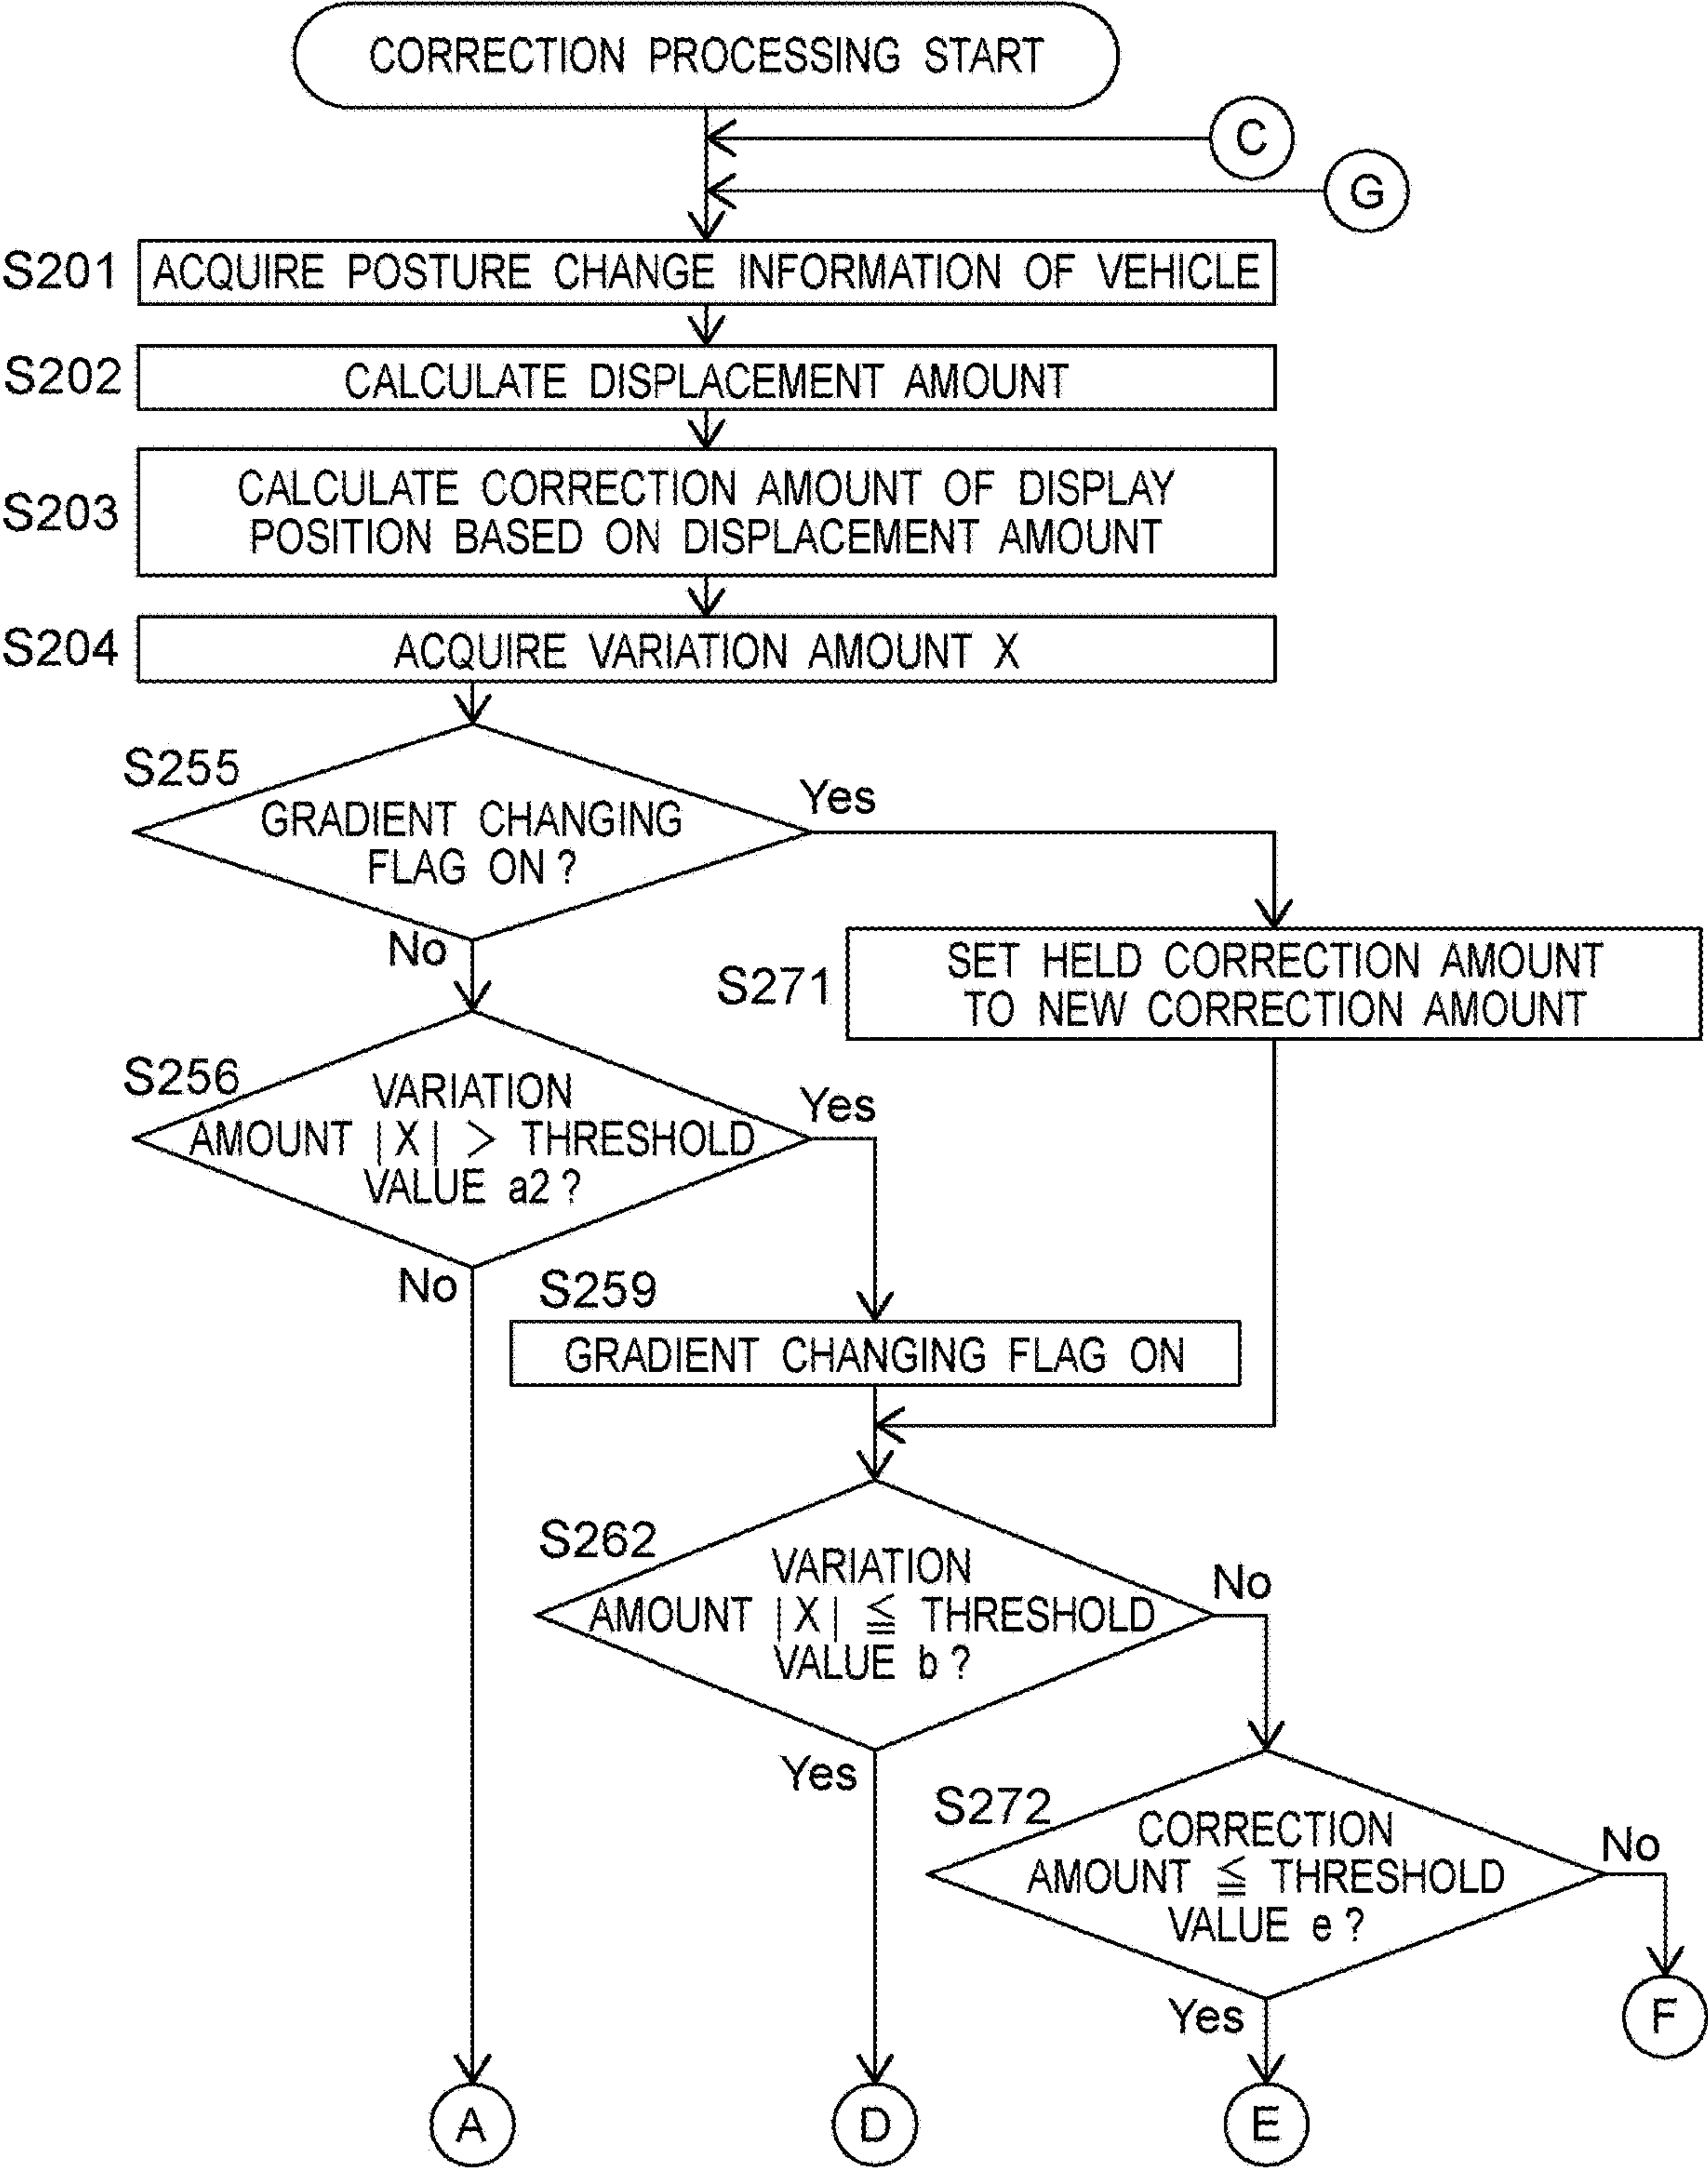 CORRECTION PROCESSING START
C
G
S201
ACQUIRE POSTURE CHANGE INFORMATION OF VEHICLE
S202
CALCULATE DISPLACEMENT AMOUNT
S203
CALCULATE CORRECTION AMOUNT OF DISPLAY
POSITION BASED ON DISPLACEMENT AMOUNT
S204
ACQUIRE VARIATION AMOUNT X
S255
GRADIENT CHANGING
FLAG ON?
Yes
No
S271
SET HELD CORRECTION AMOUNT
TO NEW CORRECTION AMOUNT
S256
VARIATION
AMOUNT |X| > THRESHOLD
VALUE a2?
Yes
No
S259
GRADIENT CHANGING FLAG ON
S262
VARIATION
AMOUNT |X| ≦ THRESHOLD
VALUE b?
No
Yes
S272
CORRECTION
AMOUNT ≦ THRESHOLD
VALUE e?
No
Yes
F
A
D
E